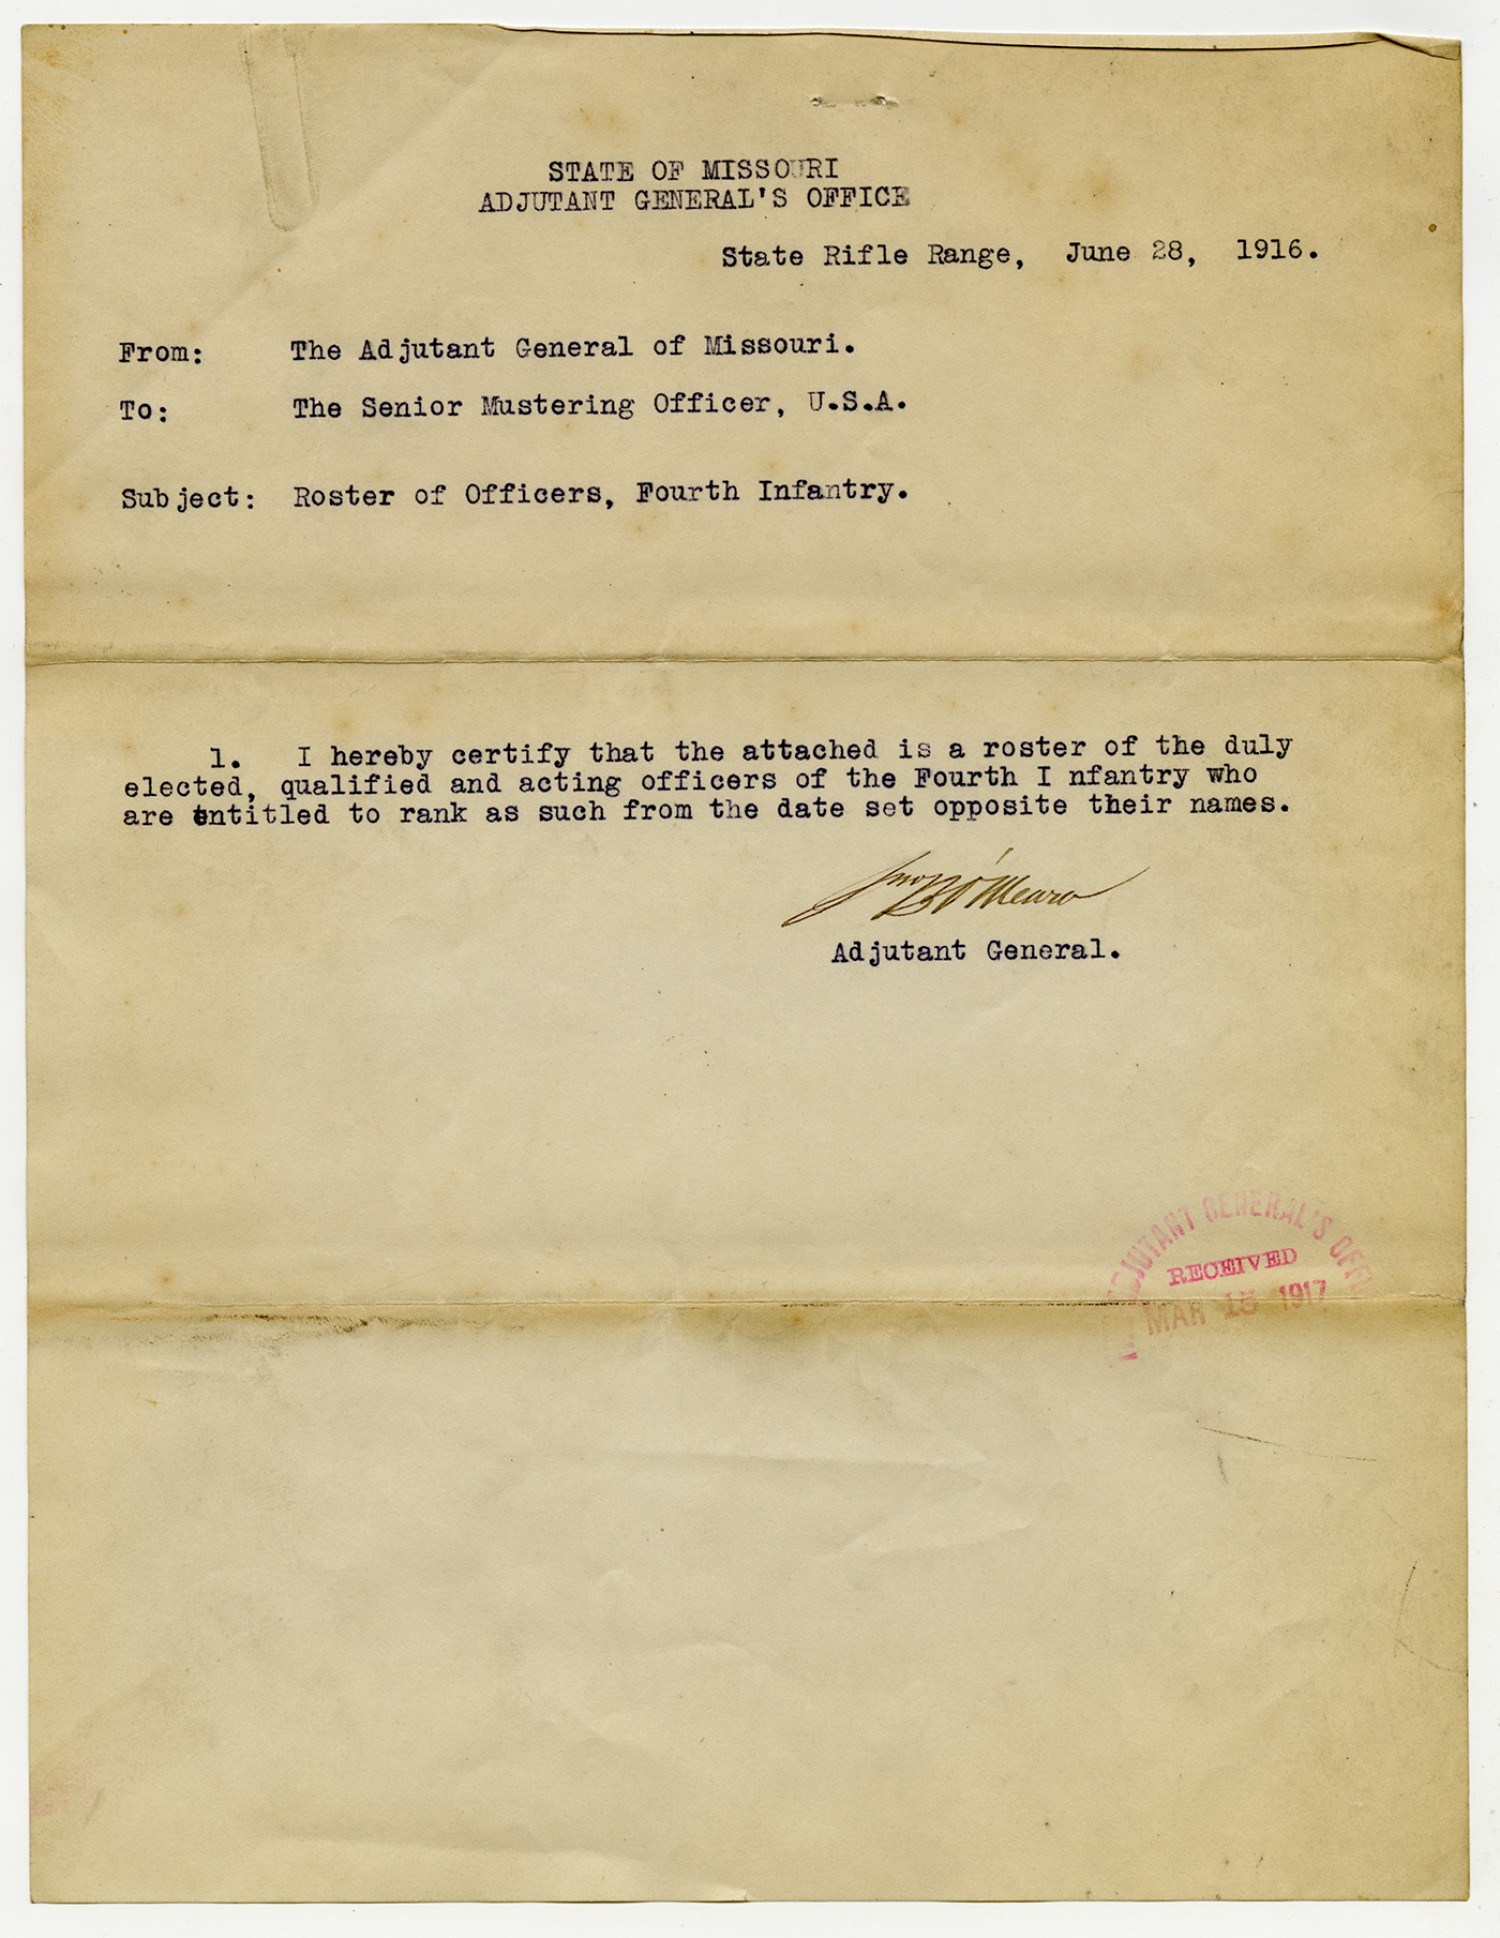 STATE OF MISSOURI
ADJUTANT GENERAL'S OFFICE
State Rifle Range, June 28, 1916.
From: The Adjutant General of Missouri.
To: The Senior Mustering Officer, U.S.A.
Subject: Roster of Officers, Fourth Infantry.
1. I hereby certify that the attached is a roster of the duly
elected, qualified and acting officers of the Fourth I nfantry who
are entitled to rank as such from the date set opposite their names.
Jno B O'Meara
Adjutant General.
ADJUTANT GENERAL'S OFFI
RECEIVED
MAR 15 1917